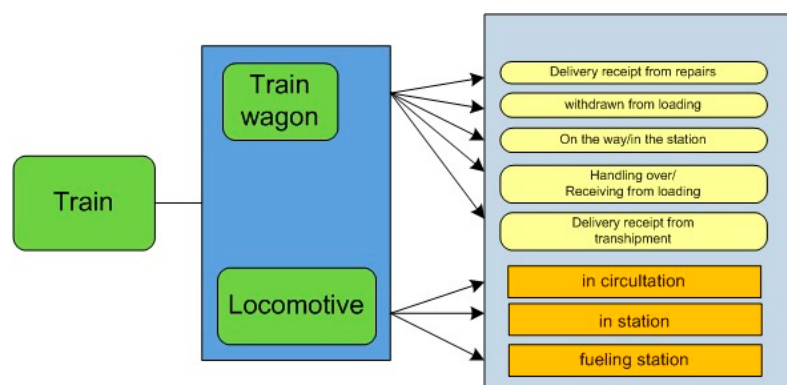 Train
Train
wagon
Locomotive
Delivery receipt from repairs
withdrawn from loading
On the way/in the station
Handling over/
Receiving from loading
Delivery receipt from
transhipment
in circultation
in station
fueling station